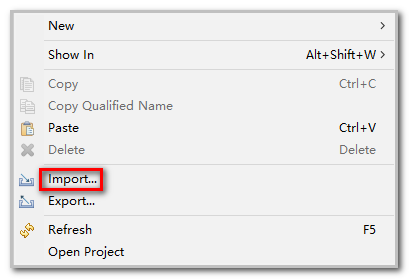 New
Show In Alt+Shift+W
Copy Ctrl+C
Copy Qualified Name
Paste Ctrl+V
Delete Delete
Import...
Export...
Refresh F5
Open Project